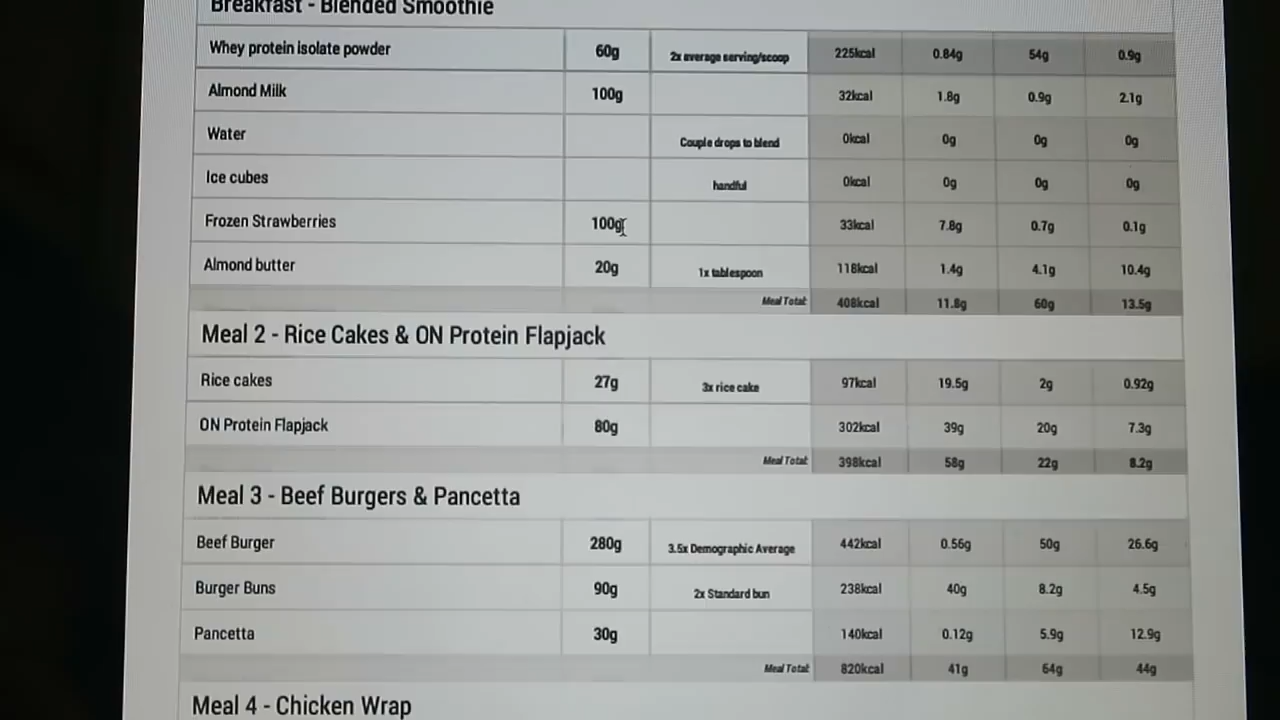 Breakfast - Blended Smoothie
Whey protein isolate powder 60g 2x average serving/scoop 225kcal 0.84g 54g 0.9g
Almond Milk 100g 32kcal 1.8g 0.9g 2.1g
Water Couple drops to blend 0kcal 0g 0g 0g
Ice cubes handful 0kcal 0g 0g 0g
Frozen Strawberries 100g 33kcal 7.8g 0.7g 0.1g
Almond butter 20g 1x tablespoon 118kcal 1.4g 4.1g 10.4g
Meal Total: 408kcal 11.8g 60g 13.5g
Meal 2 - Rice Cakes & ON Protein Flapjack
Rice cakes 27g 3x rice cake 97kcal 19.5g 2g 0.92g
ON Protein Flapjack 80g 302kcal 39g 20g 7.3g
Meal Total: 398kcal 58g 22g 8.2g
Meal 3 - Beef Burgers & Pancetta
Beef Burger 280g 3.5x Demographic Average 442kcal 0.56g 50g 26.6g
Burger Buns 90g 2x Standard bun 238kcal 40g 8.2g 4.5g
Pancetta 30g 140kcal 0.12g 5.9g 12.9g
Meal Total: 820kcal 41g 64g 44g
Meal 4 - Chicken Wrap